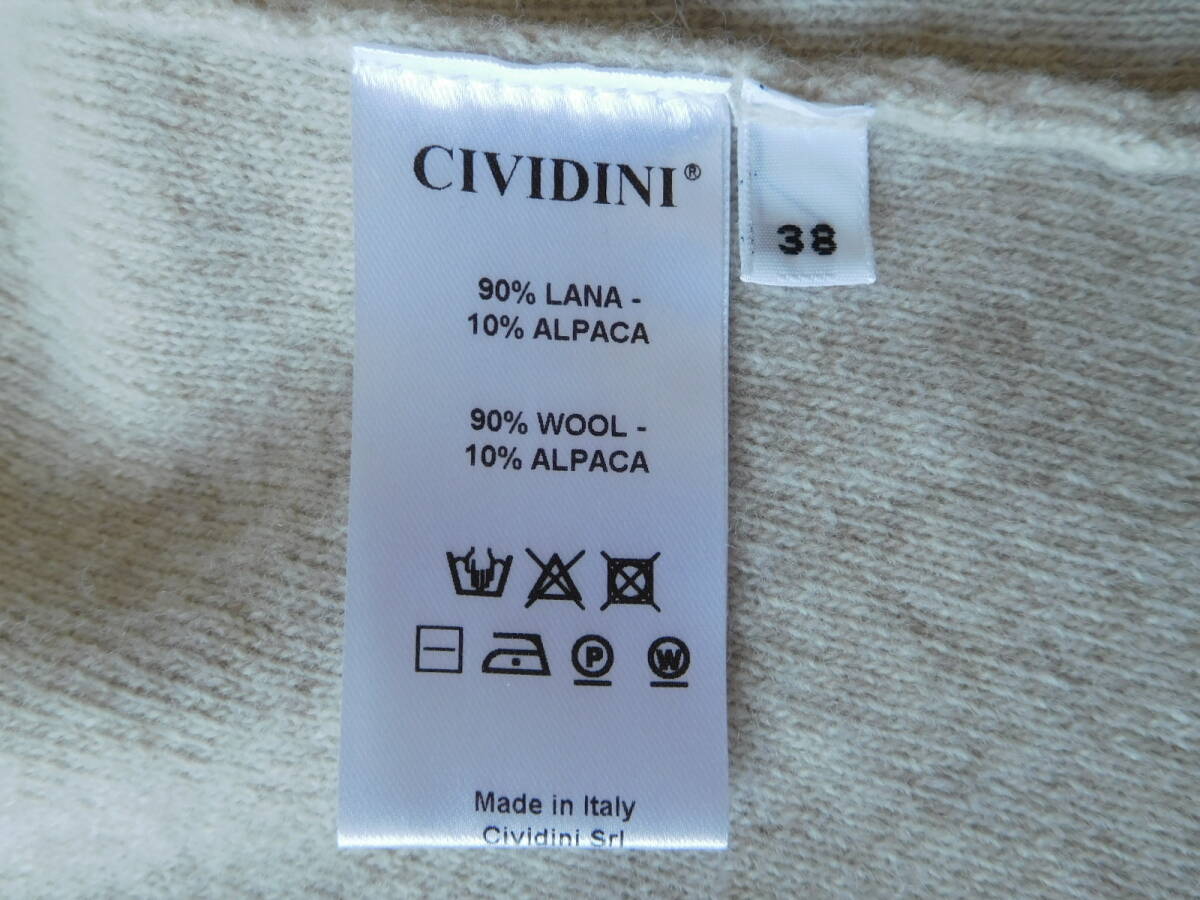 CIVIDINI®
38
90% LANA -
10% ALPACA
90% WOOL -
10% ALPACA
P W
Made in Italy
Cividini Srl